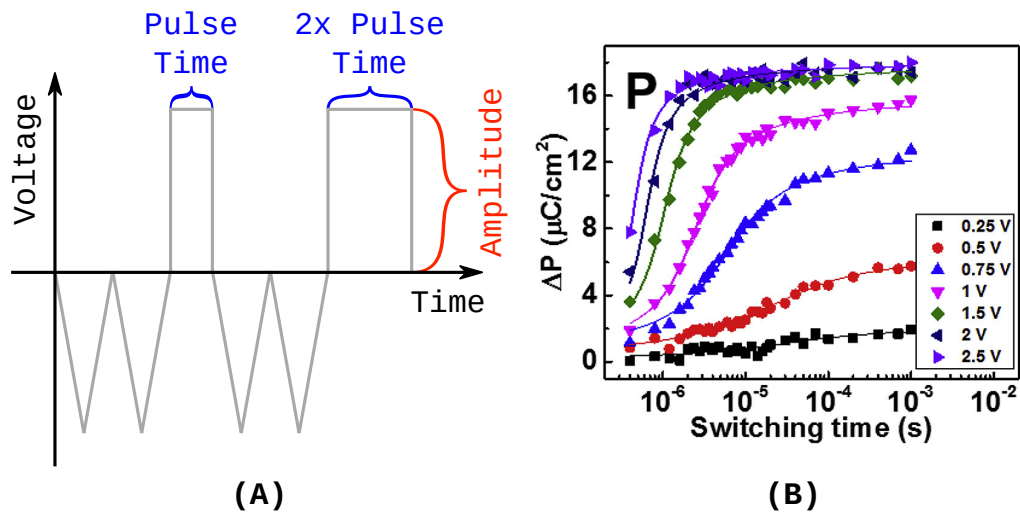 Pulse
Time
2x Pulse
Time
Voltage
Amplitude
Time
(A)
P
ΔP (μC/cm²)
16
12
8
4
0
0.25 V
0.5 V
0.75 V
1 V
1.5 V
2 V
2.5 V
10⁻⁶
10⁻⁵
10⁻⁴
10⁻³
10⁻²
Switching time (s)
(B)